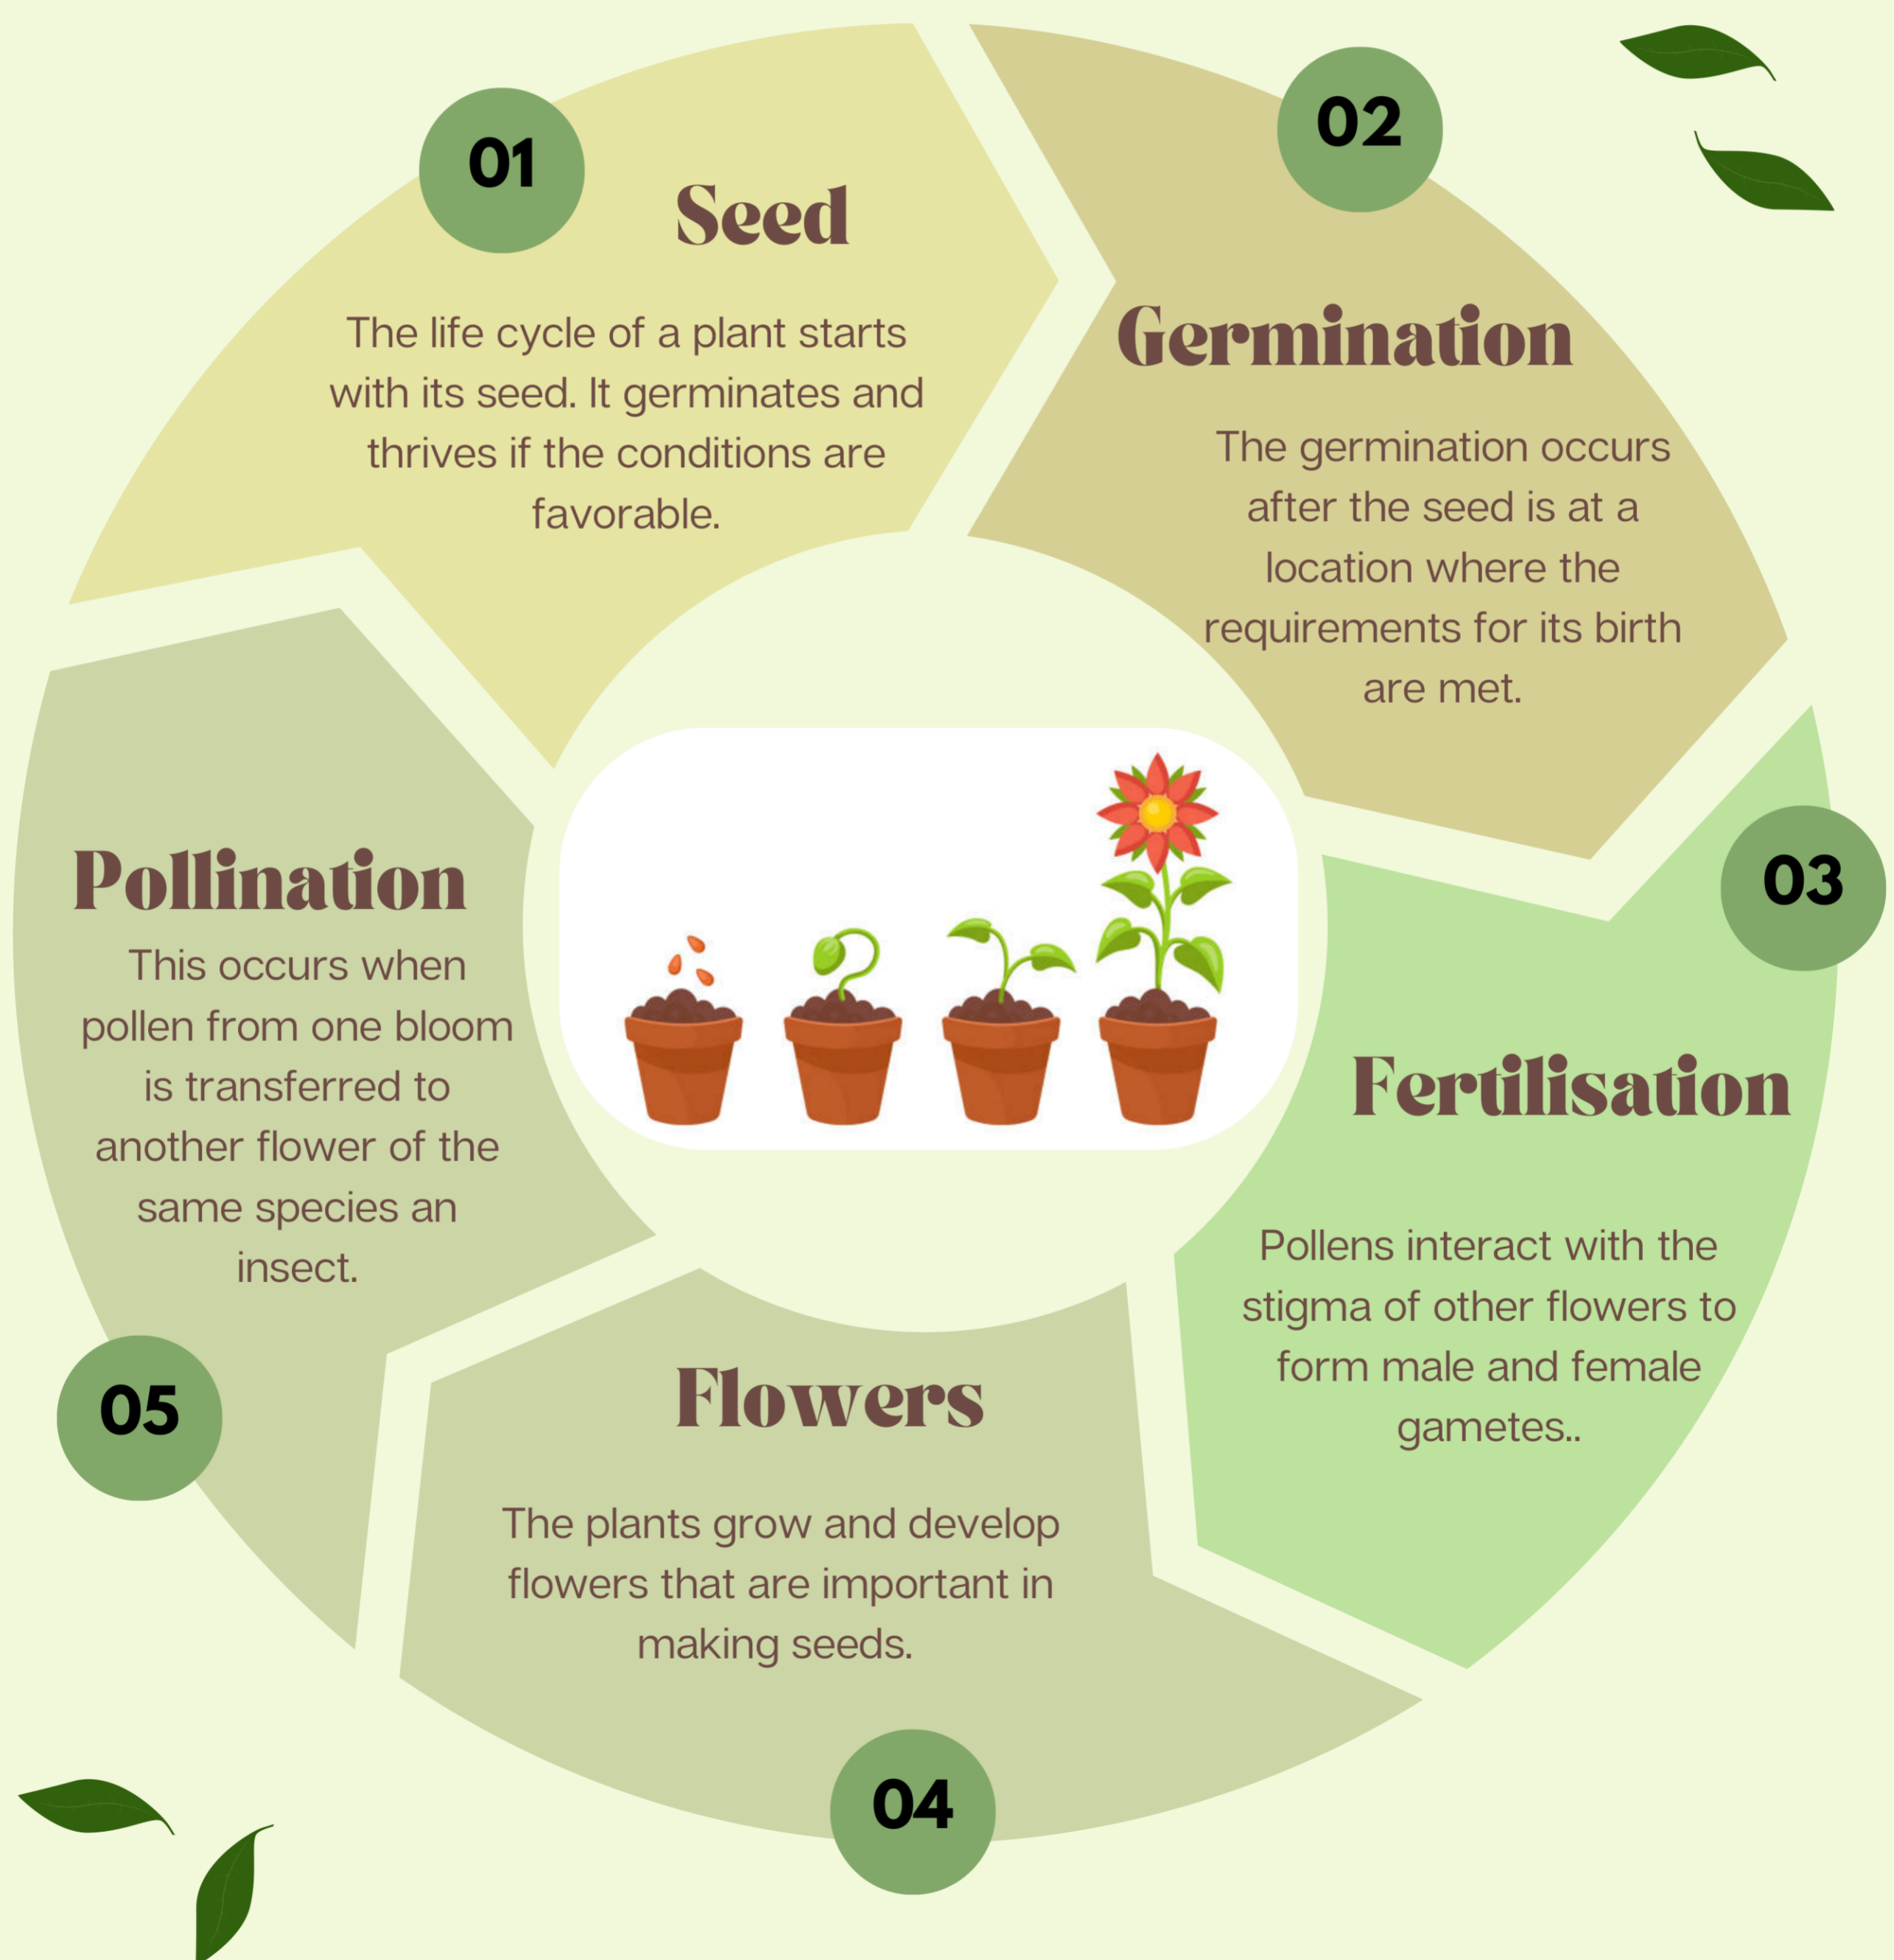 01
Seed
The life cycle of a plant starts
with its seed. It germinates and
thrives if the conditions are
favorable.
02
Germination
The germination occurs
after the seed is at a
location where the
requirements for its birth
are met.
03
Fertilisation
Pollens interact with the
stigma of other flowers to
form male and female
gametes..
04
Flowers
The plants grow and develop
flowers that are important in
making seeds.
05
Pollination
This occurs when
pollen from one bloom
is transferred to
another flower of the
same species an
insect.